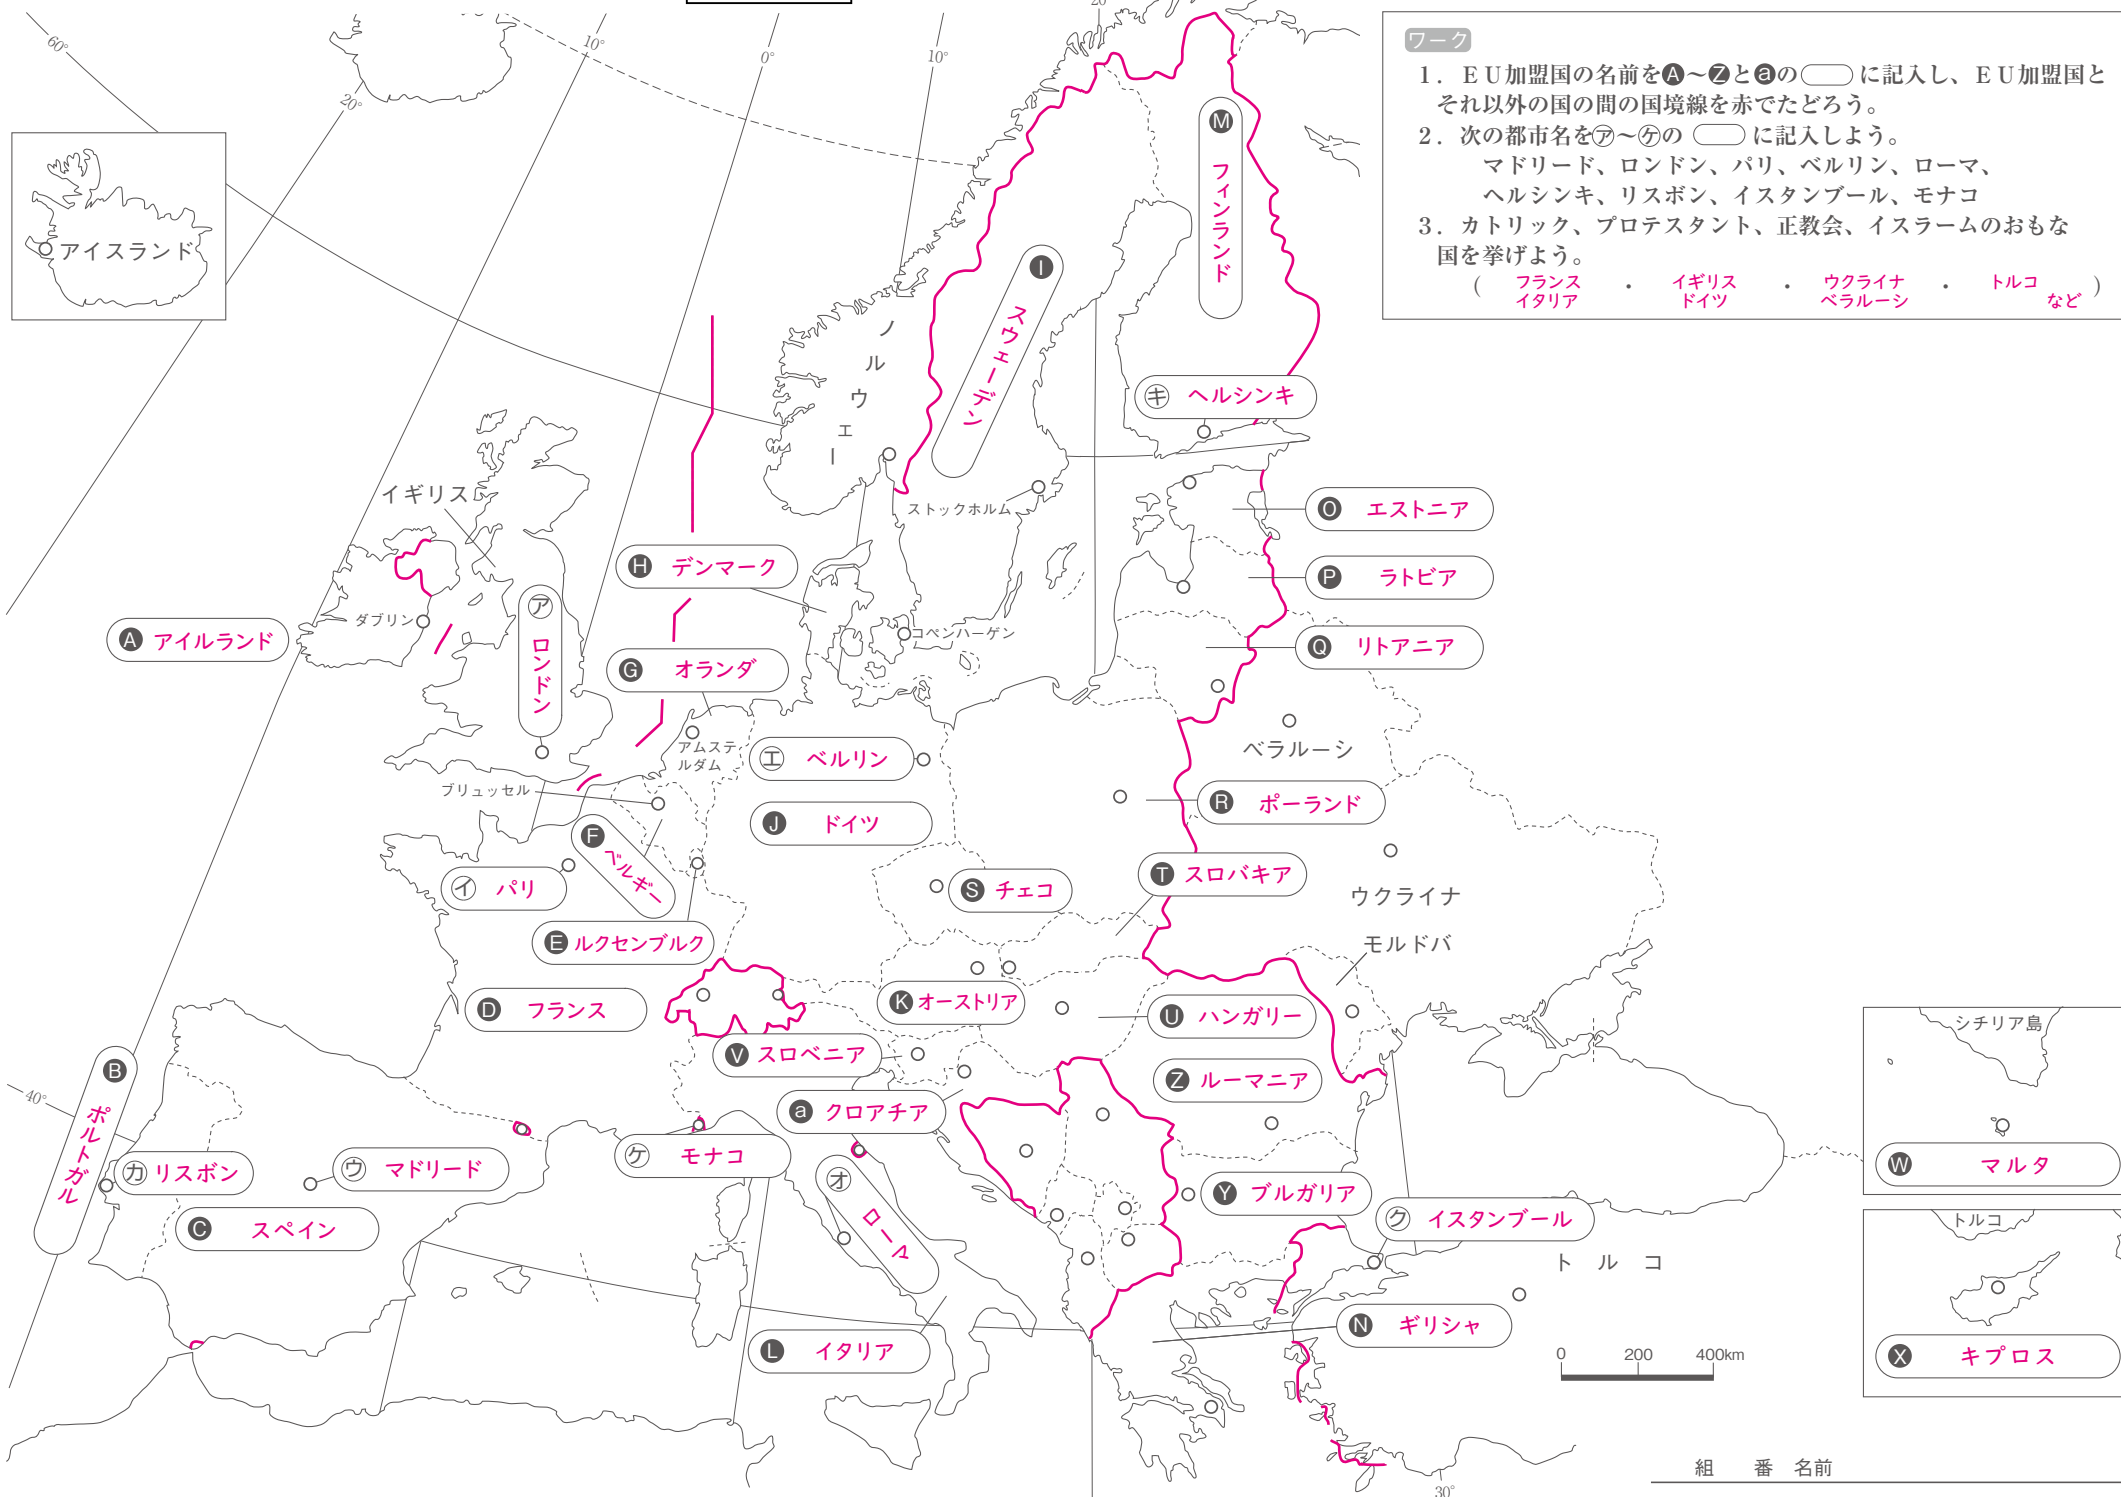 60°
20°
10°
0°
10°
20
ワーク
1．ＥＵ加盟国の名前をA～Zとaの　に記入し、ＥＵ加盟国と
それ以外の国の間の国境線を赤でたどろう。
2．次の都市名を㋐～㋘の　に記入しよう。
マドリード、ロンドン、パリ、ベルリン、ローマ、
ヘルシンキ、リスボン、イスタンブール、モナコ
3．カトリック、プロテスタント、正教会、イスラームのおもな
国を挙げよう。
（ フランス ・ イギリス ・ ウクライナ ・ トルコ ）
イタリア ドイツ ベラルーシ など
アイスランド
M フィンランド
I スウェーデン
ノルウェー
㋖ ヘルシンキ
イギリス
ストックホルム
O エストニア
H デンマーク
P ラトビア
㋐ ロンドン
ダブリン
A アイルランド
コペンハーゲン
Q リトアニア
G オランダ
アムステ
ルダム
㋓ ベルリン
ベラルーシ
ブリュッセル
R ポーランド
J ドイツ
F ベルギー
㋑ パリ
S チェコ
T スロバキア
ウクライナ
E ルクセンブルク
モルドバ
D フランス
K オーストリア
U ハンガリー
シチリア島
V スロベニア
B ポルトガル
Z ルーマニア
40°
a クロアチア
㋘ モナコ
㋕ リスボン
㋒ マドリード
㋔ ローマ
W マルタ
Y ブルガリア
C スペイン
㋗ イスタンブール
トルコ
トルコ
N ギリシャ
L イタリア
X キプロス
0 200 400km
組 番 名前
30°